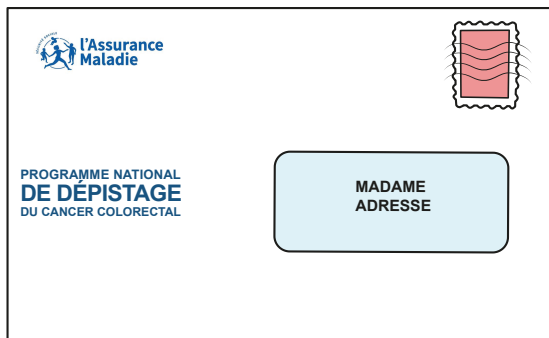 l'Assurance
Maladie
PROGRAMME NATIONAL
DE DÉPISTAGE
DU CANCER COLORECTAL
MADAME
ADRESSE